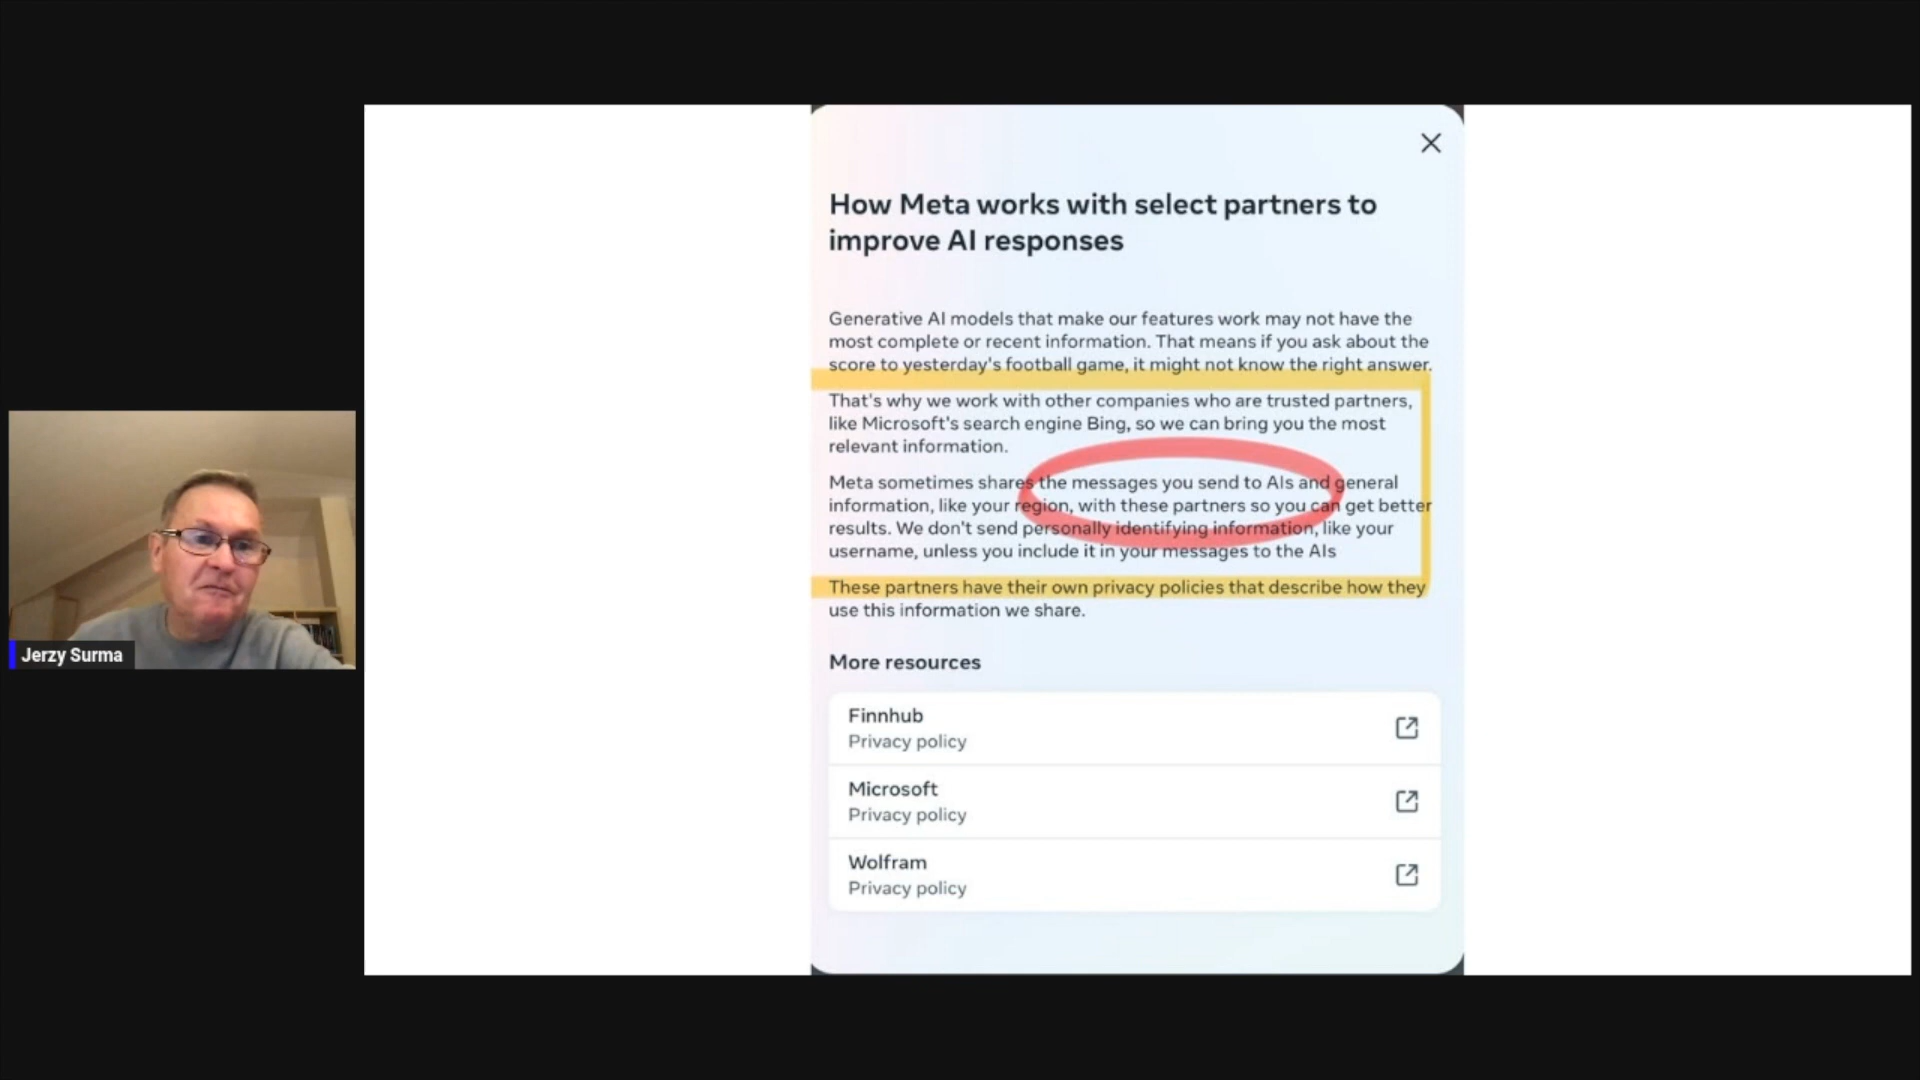 How Meta works with select partners to
improve AI responses
Generative AI models that make our features work may not have the
most complete or recent information. That means if you ask about the
score to yesterday's football game, it might not know the right answer.
That's why we work with other companies who are trusted partners,
like Microsoft's search engine Bing, so we can bring you the most
relevant information.
Meta sometimes shares the messages you send to AIs and general
information, like your region, with these partners so you can get better
results. We don't send personally identifying information, like your
username, unless you include it in your messages to the AIs
These partners have their own privacy policies that describe how they
use this information we share.
More resources
Finnhub
Privacy policy
Microsoft
Privacy policy
Wolfram
Privacy policy
Jerzy Surma